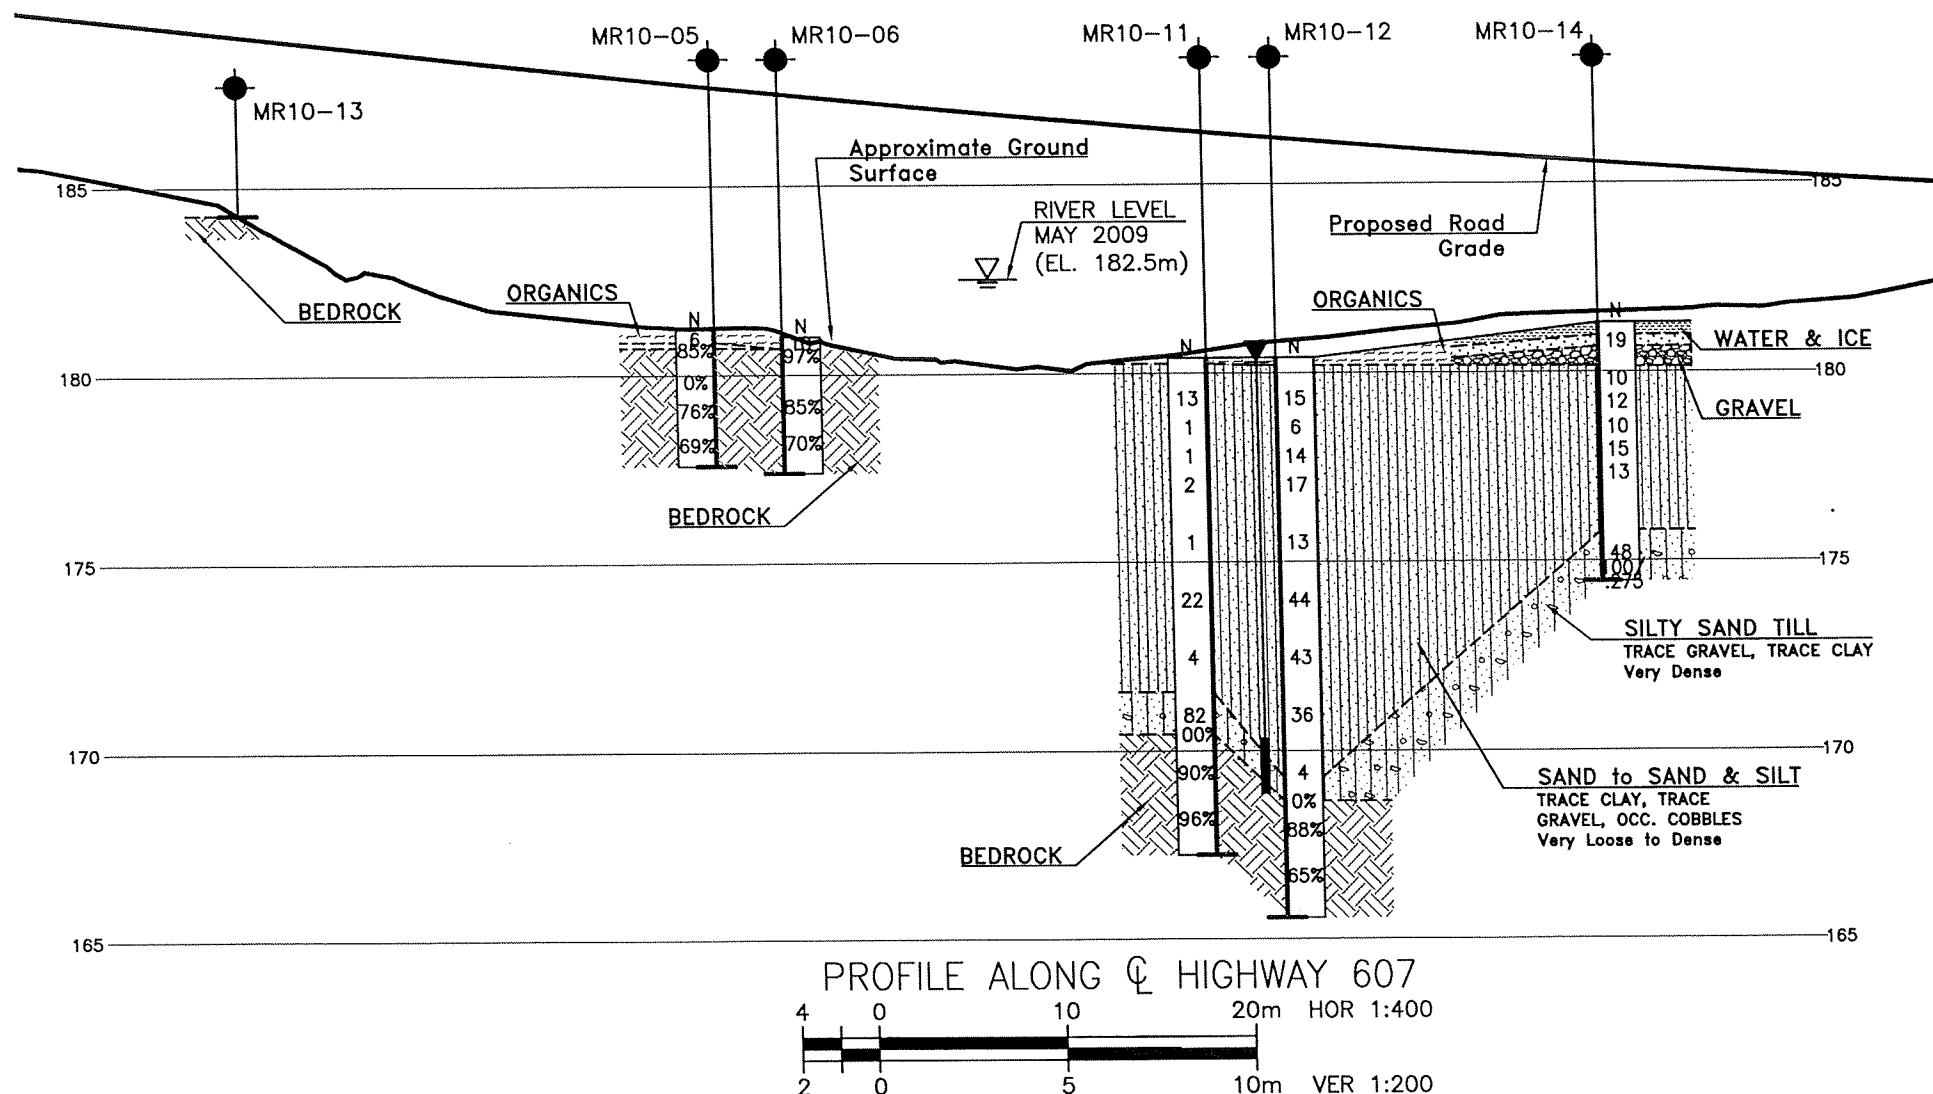 MR10-05
MR10-06
MR10-11
MR10-12
MR10-14
MR10-13
Approximate Ground
Surface
185
185
RIVER LEVEL
MAY 2009
(EL. 182.5m)
Proposed Road
Grade
BEDROCK
ORGANICS
ORGANICS
N
6
85%
0%
76%
69%
N
97%
85%
70%
BEDROCK
N
13
1
1
2
1
22
4
82
00%
90%
96%
N
15
6
14
17
13
44
43
36
4
0%
88%
65%
N
19
10
12
10
15
13
48
.275
WATER & ICE
GRAVEL
180
180
175
175
SILTY SAND TILL
TRACE GRAVEL, TRACE CLAY
Very Dense
170
170
SAND to SAND & SILT
TRACE CLAY, TRACE
GRAVEL, OCC. COBBLES
Very Loose to Dense
BEDROCK
165
165
PROFILE ALONG ℄ HIGHWAY 607
4 0 10 20m HOR 1:400
2 0 5 10m VER 1:200